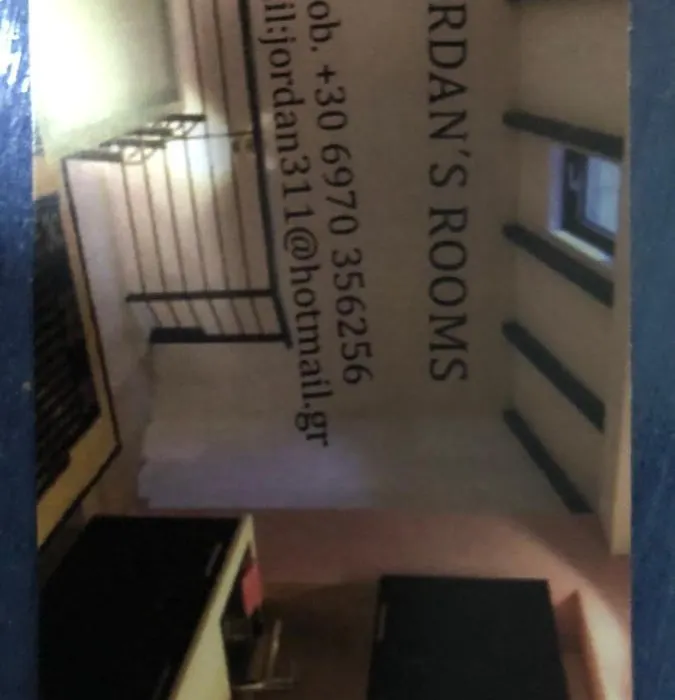 RDAN'S ROOMS
ob. +30 6970 356256
il:jordan311@hotmail.gr